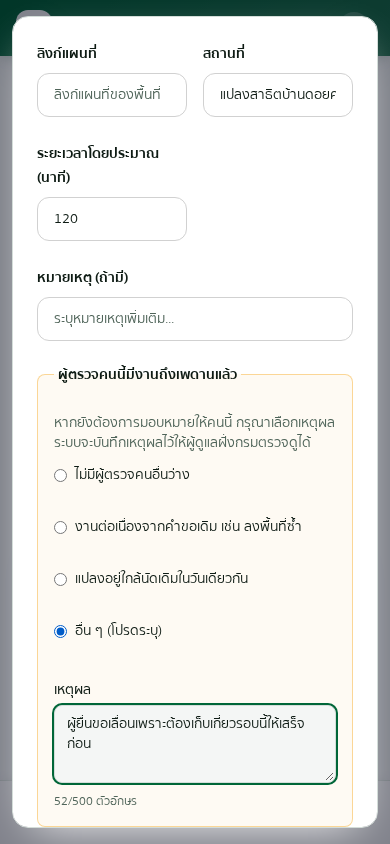 ลิงก์แผนที่
สถานที่
ลิงก์แผนที่ของพื้นที่
แปลงสาธิตบ้านดอย
ระยะเวลาโดยประมาณ
(นาที)
120
หมายเหตุ (ถ้ามี)
ระบุหมายเหตุเพิ่มเติม...
ผู้ตรวจคนนี้มีงานถึงเพดานแล้ว
หากยังต้องการมอบหมายให้คนนี้ กรุณาเลือกเหตุผล
ระบบจะบันทึกเหตุผลไว้ให้ผู้ดูแลฝั่งกรมตรวจดูได้
ไม่มีผู้ตรวจคนอื่นว่าง
งานต่อเนื่องจากคำขอเดิม เช่น ลงพื้นที่ซ้ำ
แปลงอยู่ใกล้นัดเดิมในวันเดียวกัน
อื่น ๆ (โปรดระบุ)
เหตุผล
ผู้ยื่นขอเลื่อนเพราะต้องเก็บเกี่ยวรอบนี้ให้เสร็จ
ก่อน
52/500 ตัวอักษร